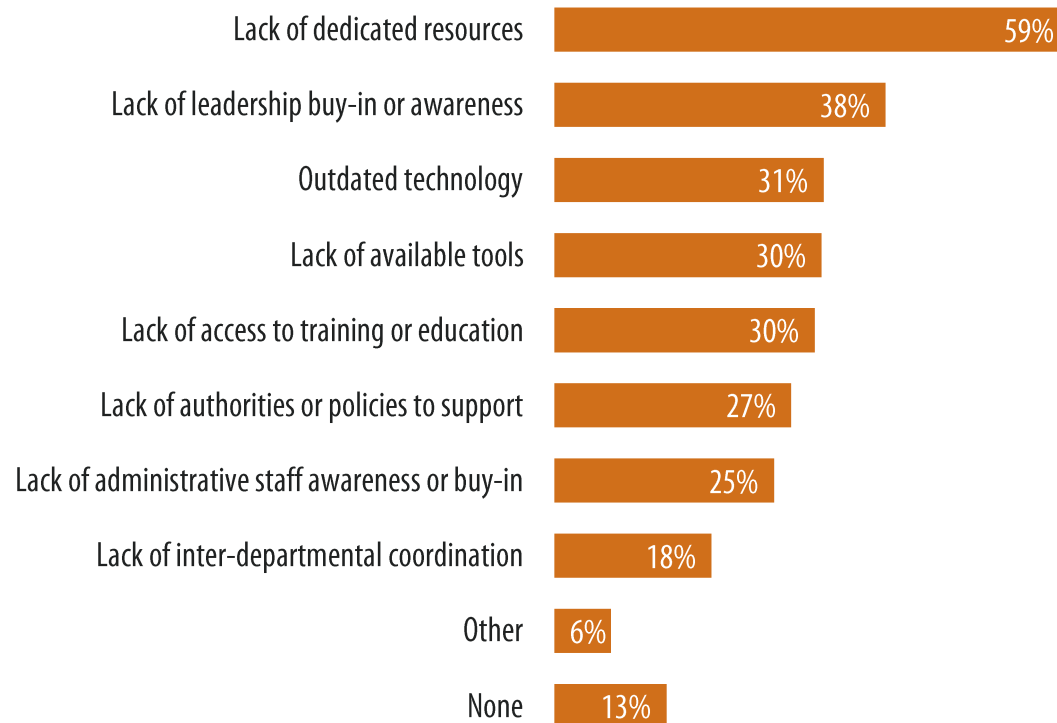 Lack of dedicated resources 59%
Lack of leadership buy-in or awareness 38%
Outdated technology 31%
Lack of available tools 30%
Lack of access to training or education 30%
Lack of authorities or policies to support 27%
Lack of administrative staff awareness or buy-in 25%
Lack of inter-departmental coordination 18%
Other 6%
None 13%